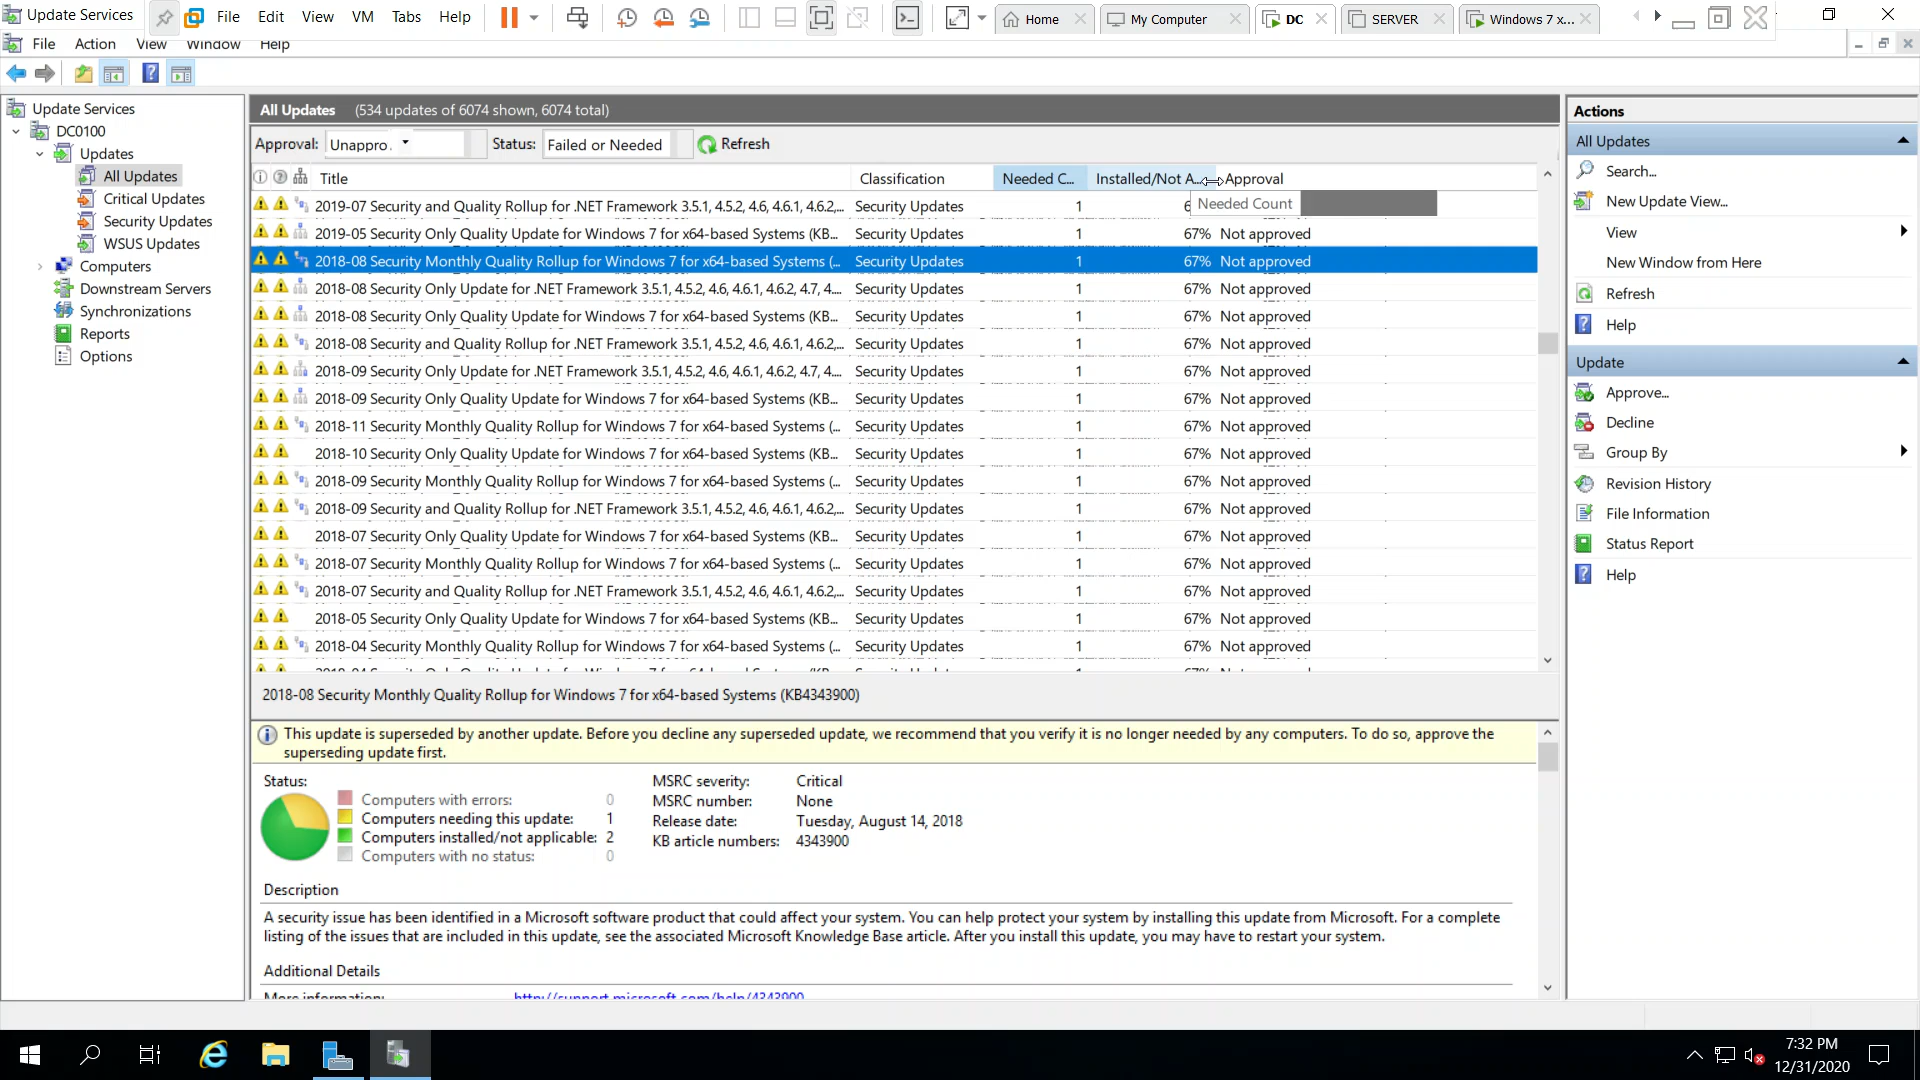 Update Services
File Edit View VM Tabs Help
Home
My Computer
DC
SERVER
Windows 7 x...
File Action View Window Help
Update Services
DC0100
Updates
All Updates
Critical Updates
Security Updates
WSUS Updates
Computers
Downstream Servers
Synchronizations
Reports
Options
All Updates (534 updates of 6074 shown, 6074 total)
Approval: Unappro. Status: Failed or Needed Refresh
Title Classification Needed C... Installed/Not A... Approval
Needed Count
2019-07 Security and Quality Rollup for .NET Framework 3.5.1, 4.5.2, 4.6, 4.6.1, 4.6.2,... Security Updates 1 6
2019-05 Security Only Quality Update for Windows 7 for x64-based Systems (KB... Security Updates 1 67% Not approved
2018-08 Security Monthly Quality Rollup for Windows 7 for x64-based Systems (... Security Updates 1 67% Not approved
2018-08 Security Only Update for .NET Framework 3.5.1, 4.5.2, 4.6, 4.6.1, 4.6.2, 4.7, 4.... Security Updates 1 67% Not approved
2018-08 Security Only Quality Update for Windows 7 for x64-based Systems (KB... Security Updates 1 67% Not approved
2018-08 Security and Quality Rollup for .NET Framework 3.5.1, 4.5.2, 4.6, 4.6.1, 4.6.2,... Security Updates 1 67% Not approved
2018-09 Security Only Update for .NET Framework 3.5.1, 4.5.2, 4.6, 4.6.1, 4.6.2, 4.7, 4.... Security Updates 1 67% Not approved
2018-09 Security Only Quality Update for Windows 7 for x64-based Systems (KB... Security Updates 1 67% Not approved
2018-11 Security Monthly Quality Rollup for Windows 7 for x64-based Systems (... Security Updates 1 67% Not approved
2018-10 Security Only Quality Update for Windows 7 for x64-based Systems (KB... Security Updates 1 67% Not approved
2018-09 Security Monthly Quality Rollup for Windows 7 for x64-based Systems (... Security Updates 1 67% Not approved
2018-09 Security and Quality Rollup for .NET Framework 3.5.1, 4.5.2, 4.6, 4.6.1, 4.6.2,... Security Updates 1 67% Not approved
2018-07 Security Only Quality Update for Windows 7 for x64-based Systems (KB... Security Updates 1 67% Not approved
2018-07 Security Monthly Quality Rollup for Windows 7 for x64-based Systems (... Security Updates 1 67% Not approved
2018-07 Security and Quality Rollup for .NET Framework 3.5.1, 4.5.2, 4.6, 4.6.1, 4.6.2,... Security Updates 1 67% Not approved
2018-05 Security Only Quality Update for Windows 7 for x64-based Systems (KB... Security Updates 1 67% Not approved
2018-04 Security Monthly Quality Rollup for Windows 7 for x64-based Systems (... Security Updates 1 67% Not approved
2018-08 Security Monthly Quality Rollup for Windows 7 for x64-based Systems (KB4343900)
This update is superseded by another update. Before you decline any superseded update, we recommend that you verify it is no longer needed by any computers. To do so, approve the
superseding update first.
Status:
Computers with errors: 0
Computers needing this update: 1
Computers installed/not applicable: 2
Computers with no status: 0
MSRC severity: Critical
MSRC number: None
Release date: Tuesday, August 14, 2018
KB article numbers: 4343900
Description
A security issue has been identified in a Microsoft software product that could affect your system. You can help protect your system by installing this update from Microsoft. For a complete
listing of the issues that are included in this update, see the associated Microsoft Knowledge Base article. After you install this update, you may have to restart your system.
Additional Details
More information: http://support.microsoft.com/help/4343900
Actions
All Updates
Search...
New Update View...
View
New Window from Here
Refresh
Help
Update
Approve...
Decline
Group By
Revision History
File Information
Status Report
Help
7:32 PM
12/31/2020